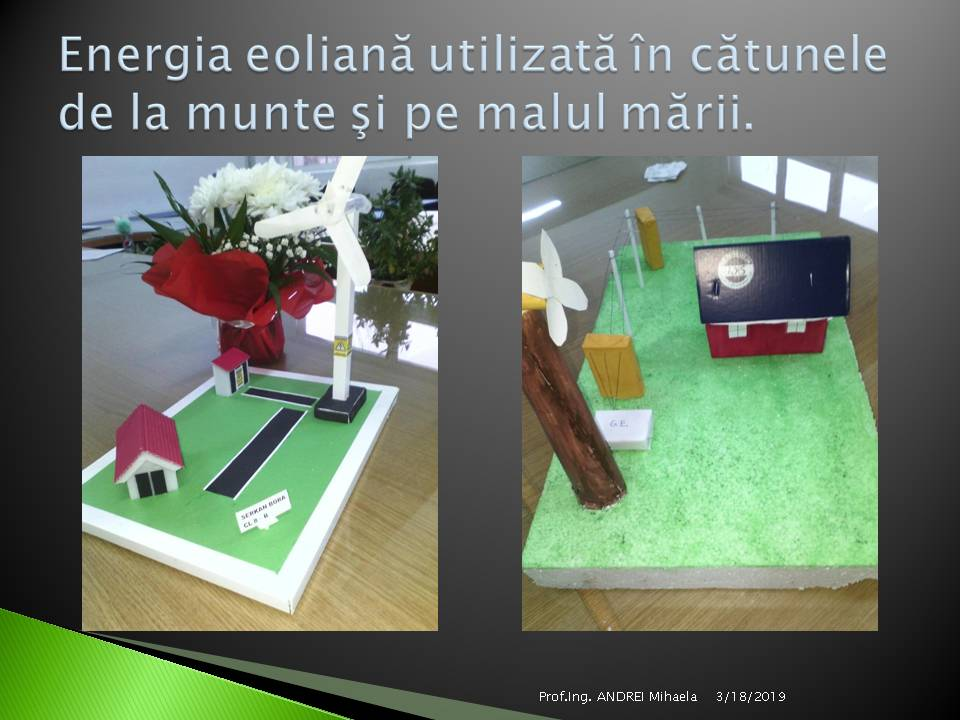 Energia eoliană utilizată în cătunele
de la munte şi pe malul mării.
SERKAN BORA
CL
G.E.
Prof.Ing. ANDREI Mihaela 3/18/2019